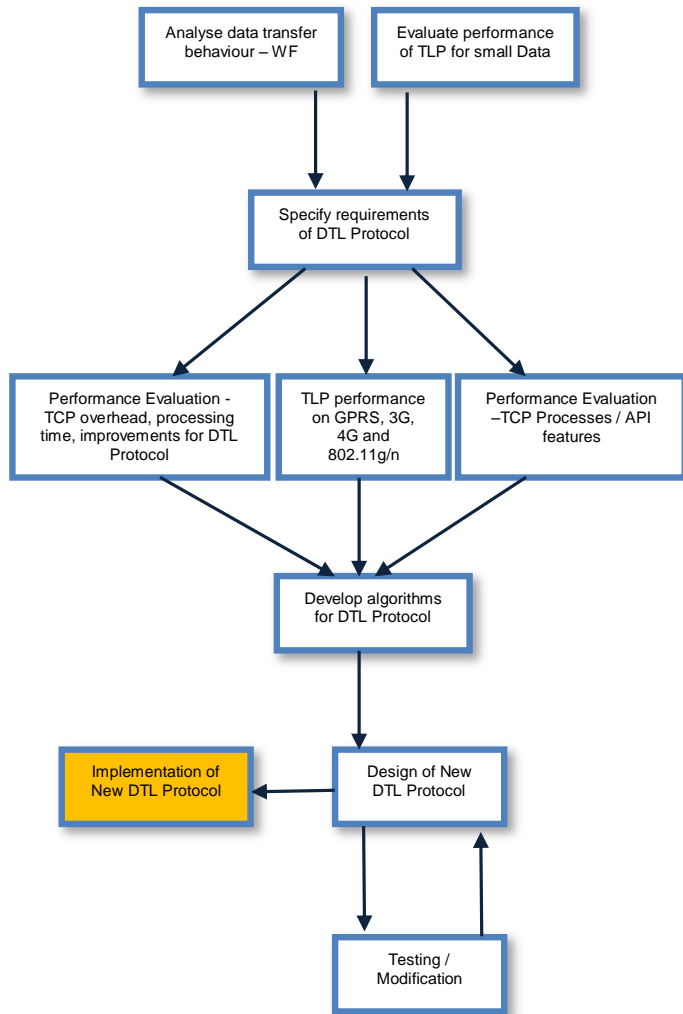 Analyse data transfer
behaviour – WF
Evaluate performance
of TLP for small Data
Specify requirements
of DTL Protocol
Performance Evaluation -
TCP overhead, processing
time, improvements for DTL
Protocol
TLP performance
on GPRS, 3G,
4G and
802.11g/n
Performance Evaluation
–TCP Processes / API
features
Develop algorithms
for DTL Protocol
Implementation of
New DTL Protocol
Design of New
DTL Protocol
Testing /
Modification